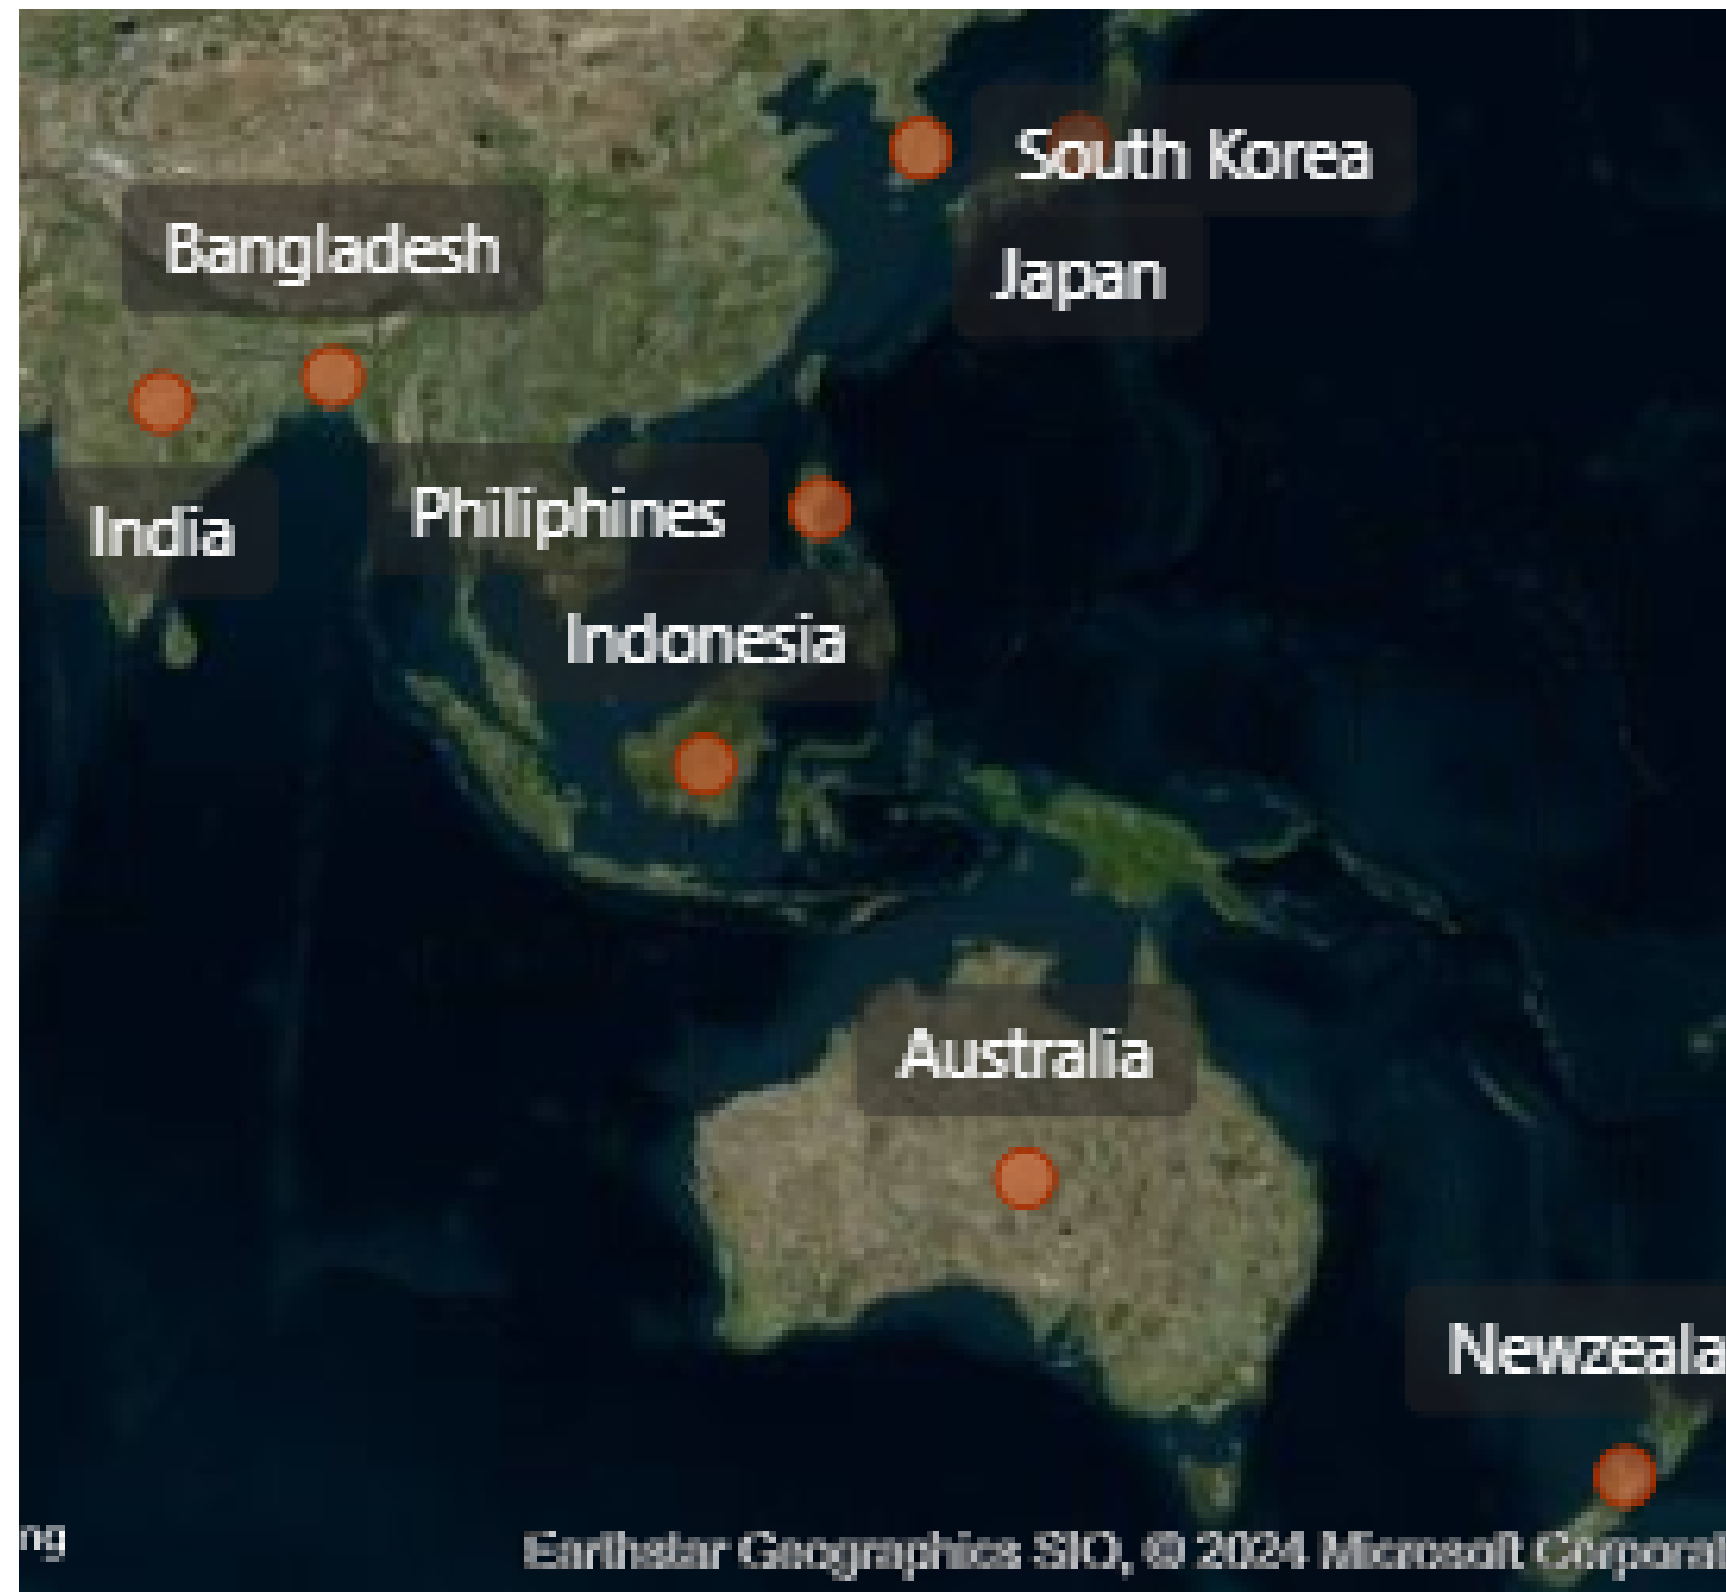 South Korea
Bangladesh
Japan
India
Philiphines
Indonesia
Australia
Newzeala
ng
Earthstar Geographics SIO, © 2024 Microsoft Corporat